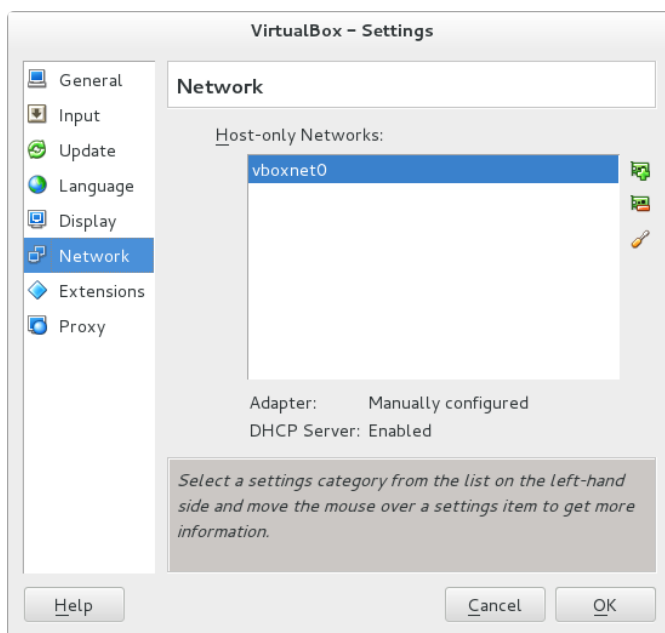 VirtualBox – Settings
General
Input
Update
Language
Display
Network
Extensions
Proxy
Network
Host-only Networks:
vboxnet0
Adapter: Manually configured
DHCP Server: Enabled
Select a settings category from the list on the left-hand
side and move the mouse over a settings item to get more
information.
Help
Cancel
OK